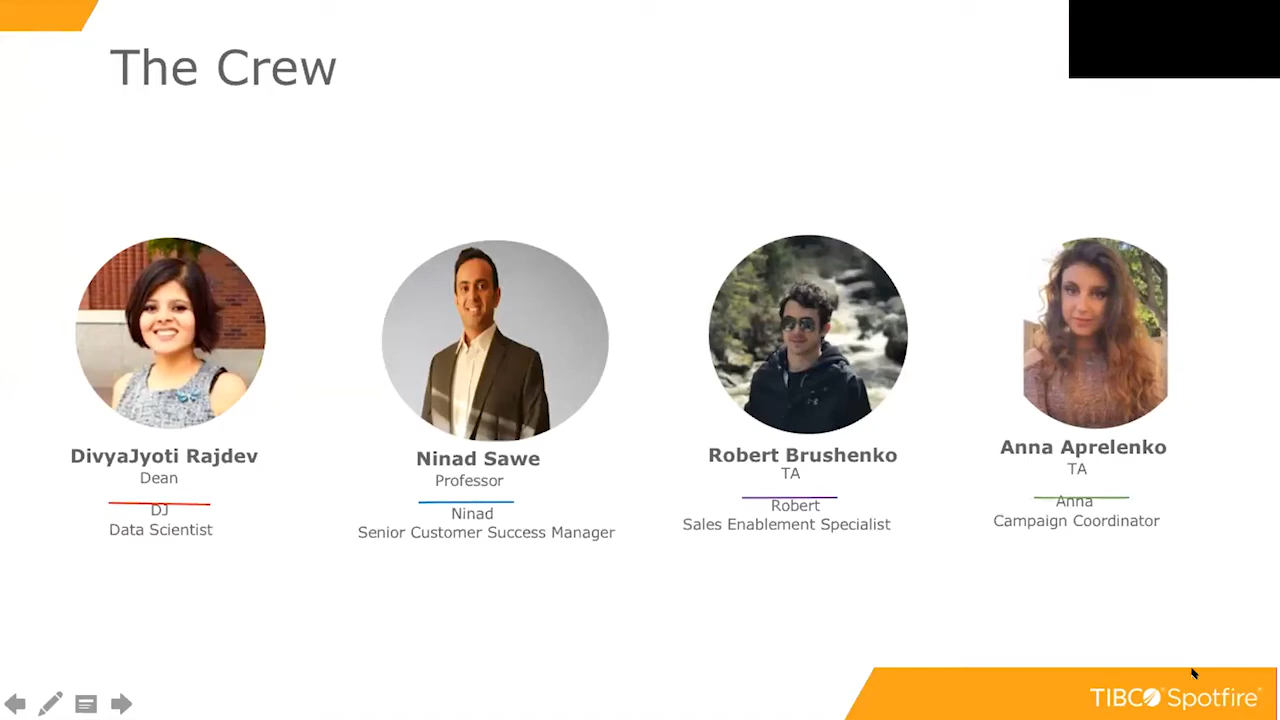 The Crew
DivyaJyoti Rajdev
Dean
DJ
Data Scientist
Ninad Sawe
Professor
Ninad
Senior Customer Success Manager
Robert Brushenko
TA
Robert
Sales Enablement Specialist
Anna Aprelenko
TA
Anna
Campaign Coordinator
TIBCO Spotfire®